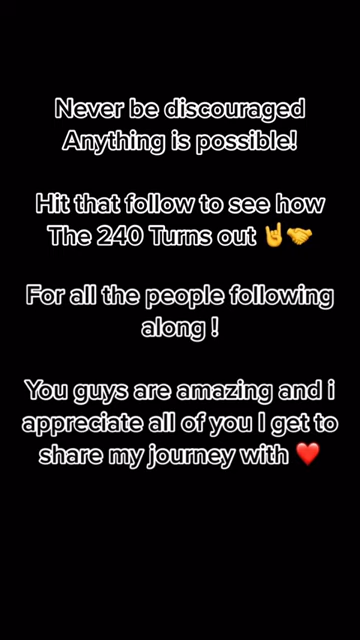 Never be discouraged
Anything is possible!
Hit that follow to see how
The 240 Turns out 🤘🤝
For all the people following
along !
You guys are amazing and i
appreciate all of you I get to
share my journey with ❤️